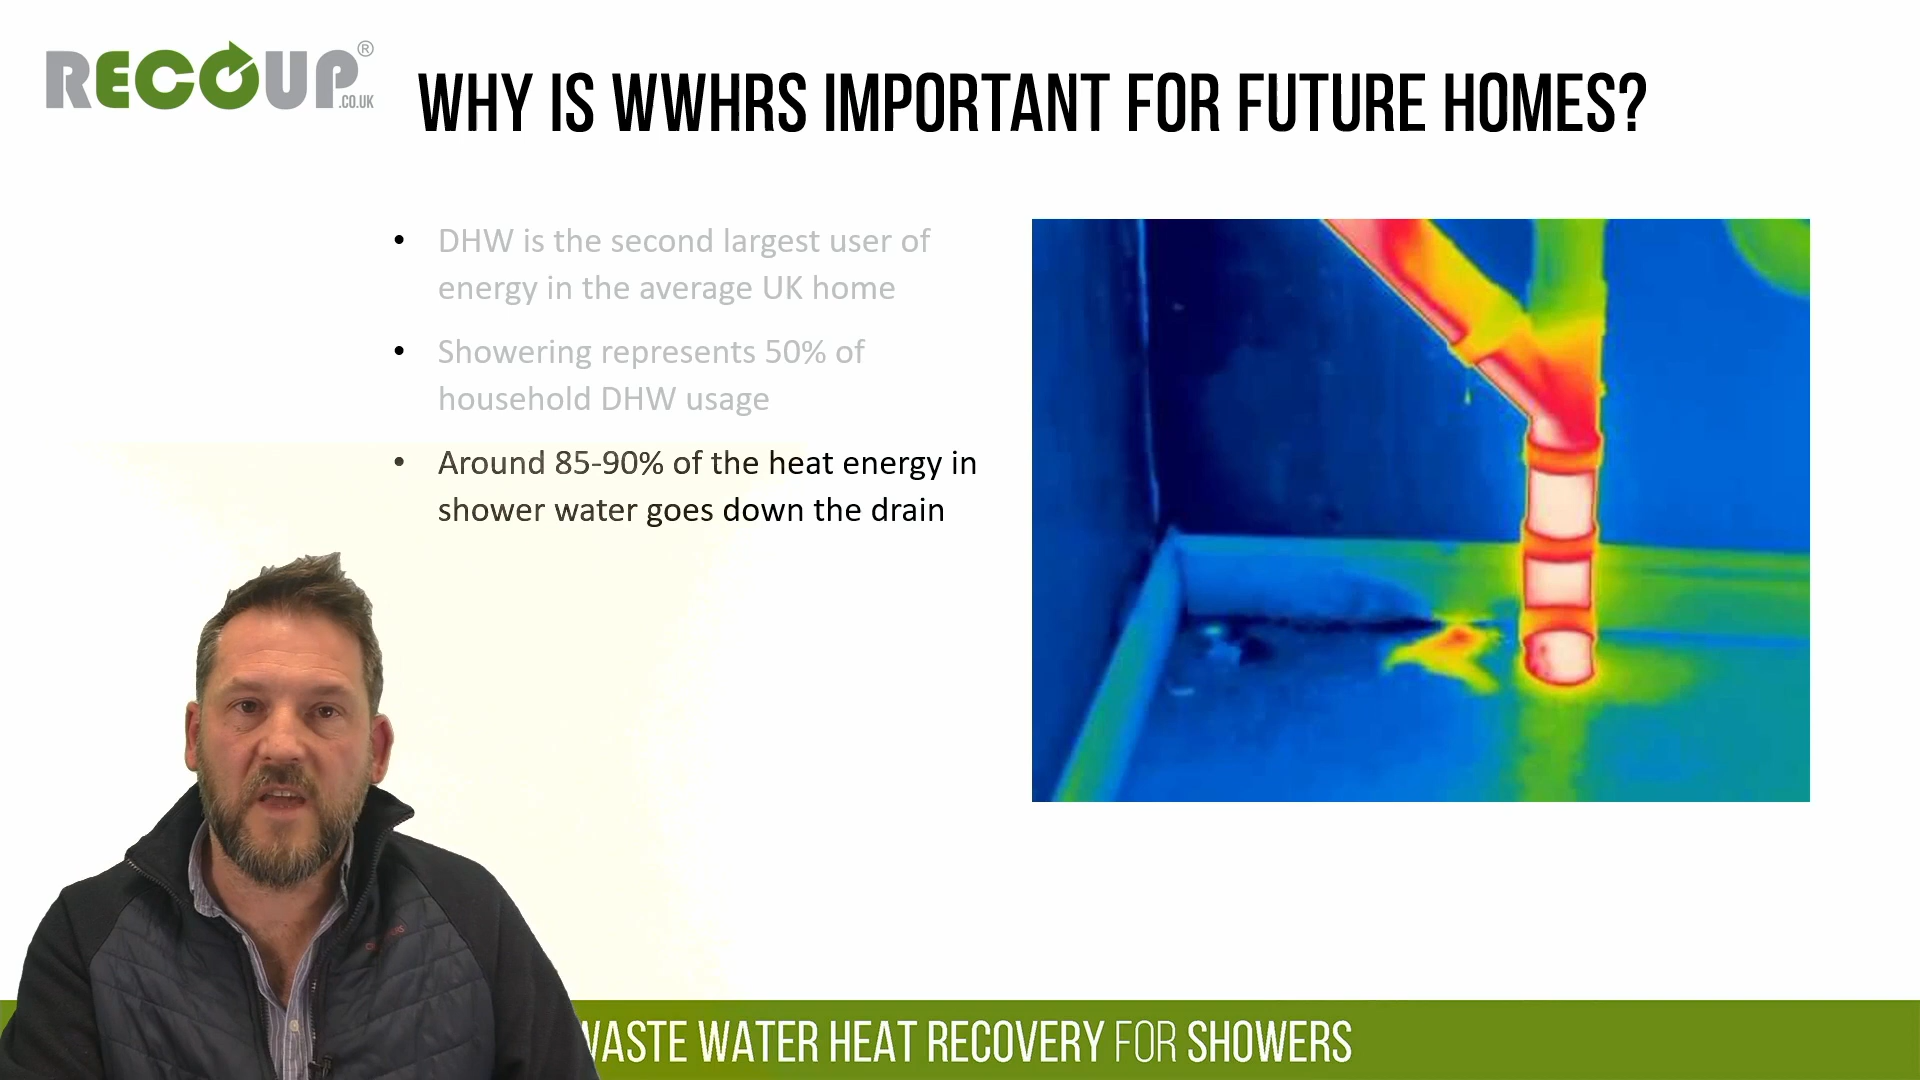 RECOUP®
.CO.UK
WHY IS WWHRS IMPORTANT FOR FUTURE HOMES?
• DHW is the second largest user of
energy in the average UK home
• Showering represents 50% of
household DHW usage
• Around 85-90% of the heat energy in
shower water goes down the drain
WASTE WATER HEAT RECOVERY FOR SHOWERS